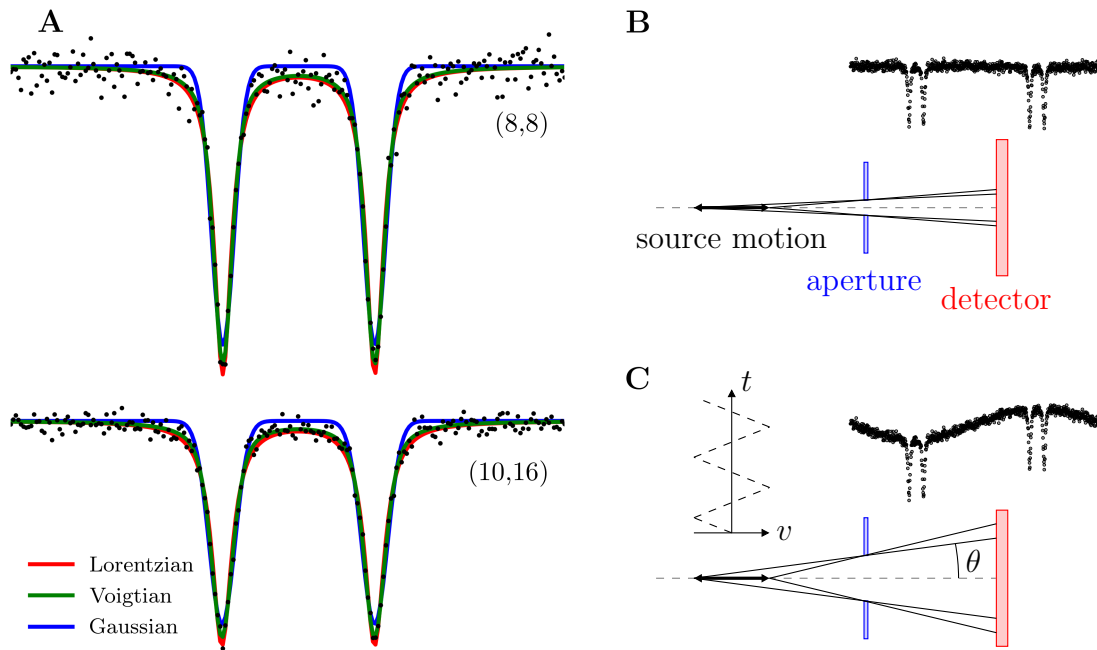 A
(8,8)
(10,16)
Lorentzian
Voigtian
Gaussian
B
source motion
aperture
detector
C
t
v
θ